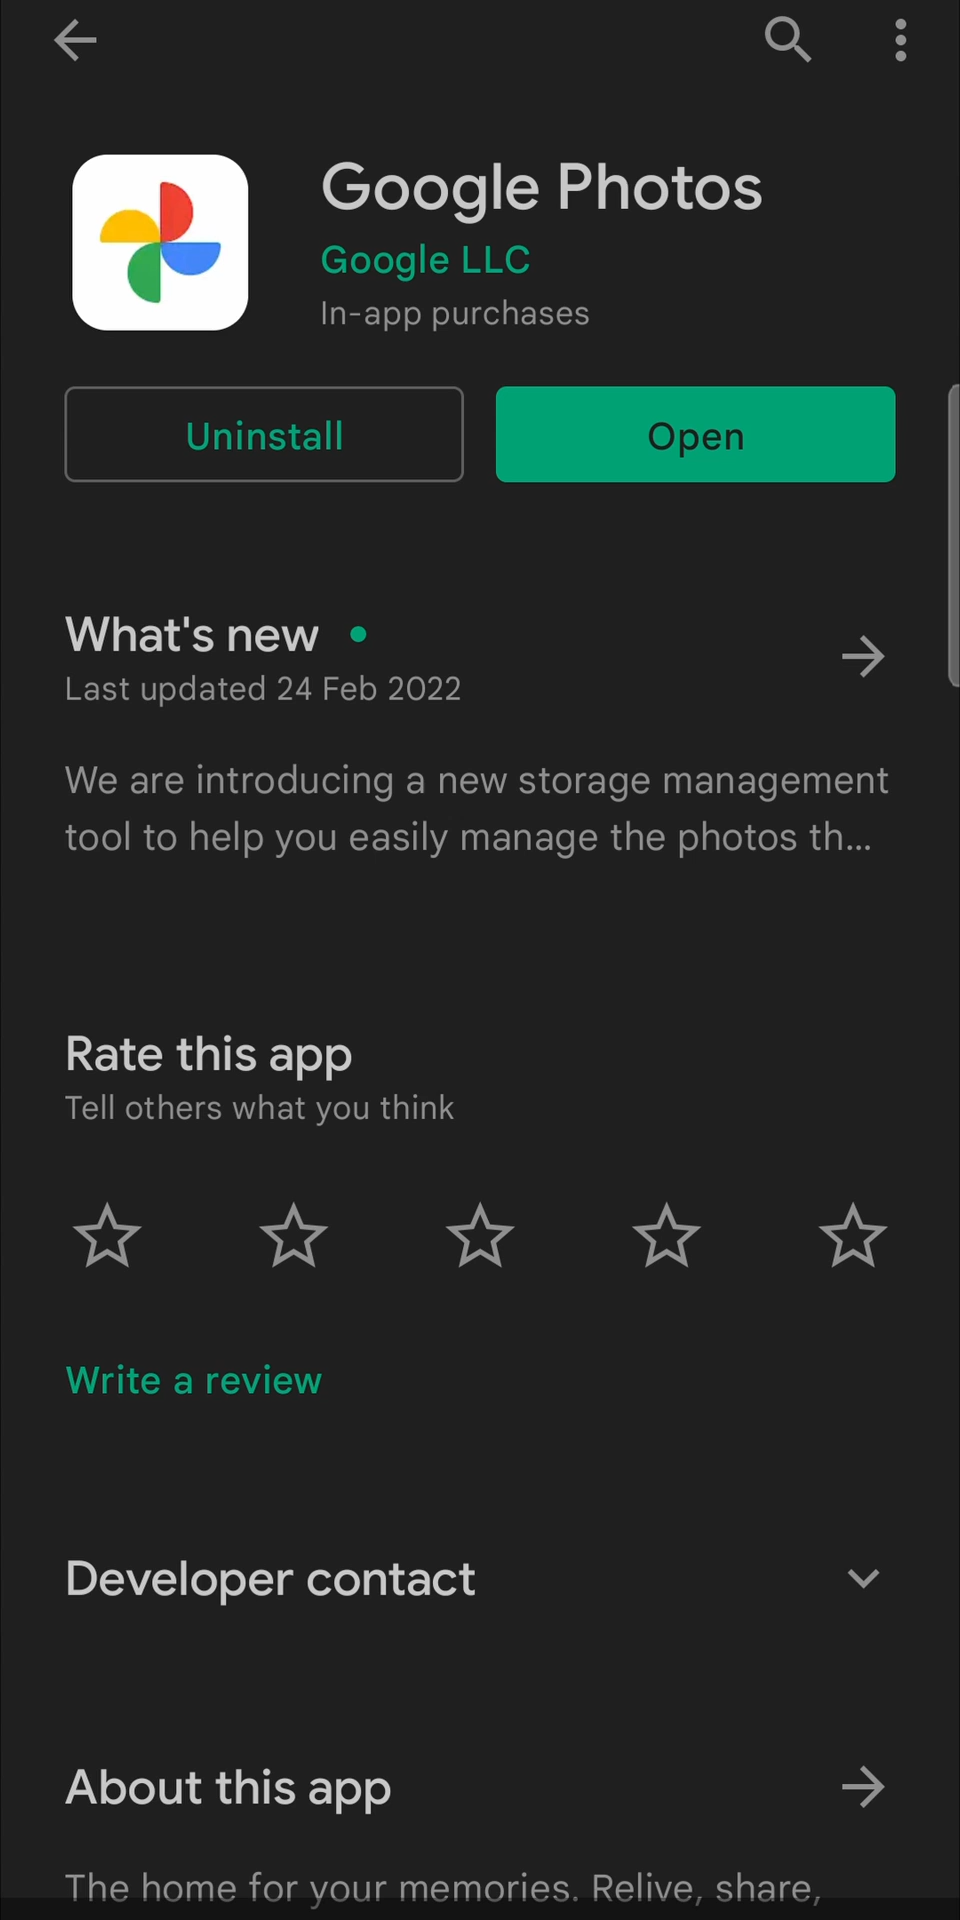 Google Photos
Google LLC
In-app purchases
Uninstall
Open
What's new
Last updated 24 Feb 2022
We are introducing a new storage management
tool to help you easily manage the photos th...
Rate this app
Tell others what you think
Write a review
Developer contact
About this app
The home for your memories. Relive, share,